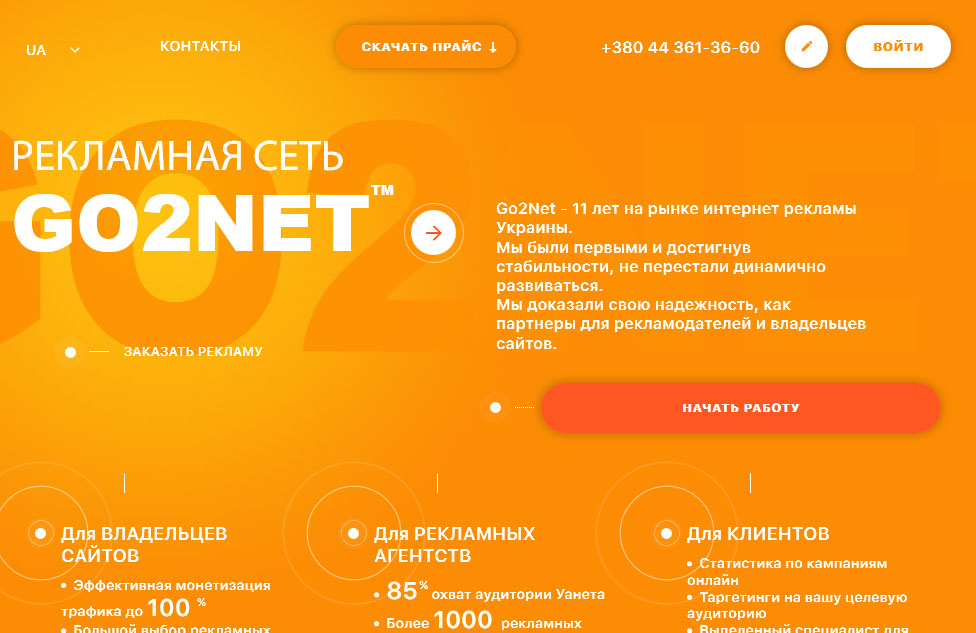 UA
КОНТАКТЫ
СКАЧАТЬ ПРАЙС ↓
+380 44 361-36-60
ВОЙТИ
РЕКЛАМНАЯ СЕТЬ
GO2NET™
Go2Net - 11 лет на рынке интернет рекламы
Украины.
Мы были первыми и достигнув
стабильности, не перестали динамично
развиваться.
Мы доказали свою надежность, как
партнеры для рекламодателей и владельцев
сайтов.
ЗАКАЗАТЬ РЕКЛАМУ
НАЧАТЬ РАБОТУ
Для ВЛАДЕЛЬЦЕВ
САЙТОВ
• Эффективная монетизация
трафика до 100 %
• Большой выбор рекламных
Для РЕКЛАМНЫХ
АГЕНТСТВ
• 85% охват аудитории Уанета
• Более 1000 рекламных
Для КЛИЕНТОВ
• Статистика по кампаниям
онлайн
• Таргетинги на вашу целевую
аудиторию
• Выделенный специалист для